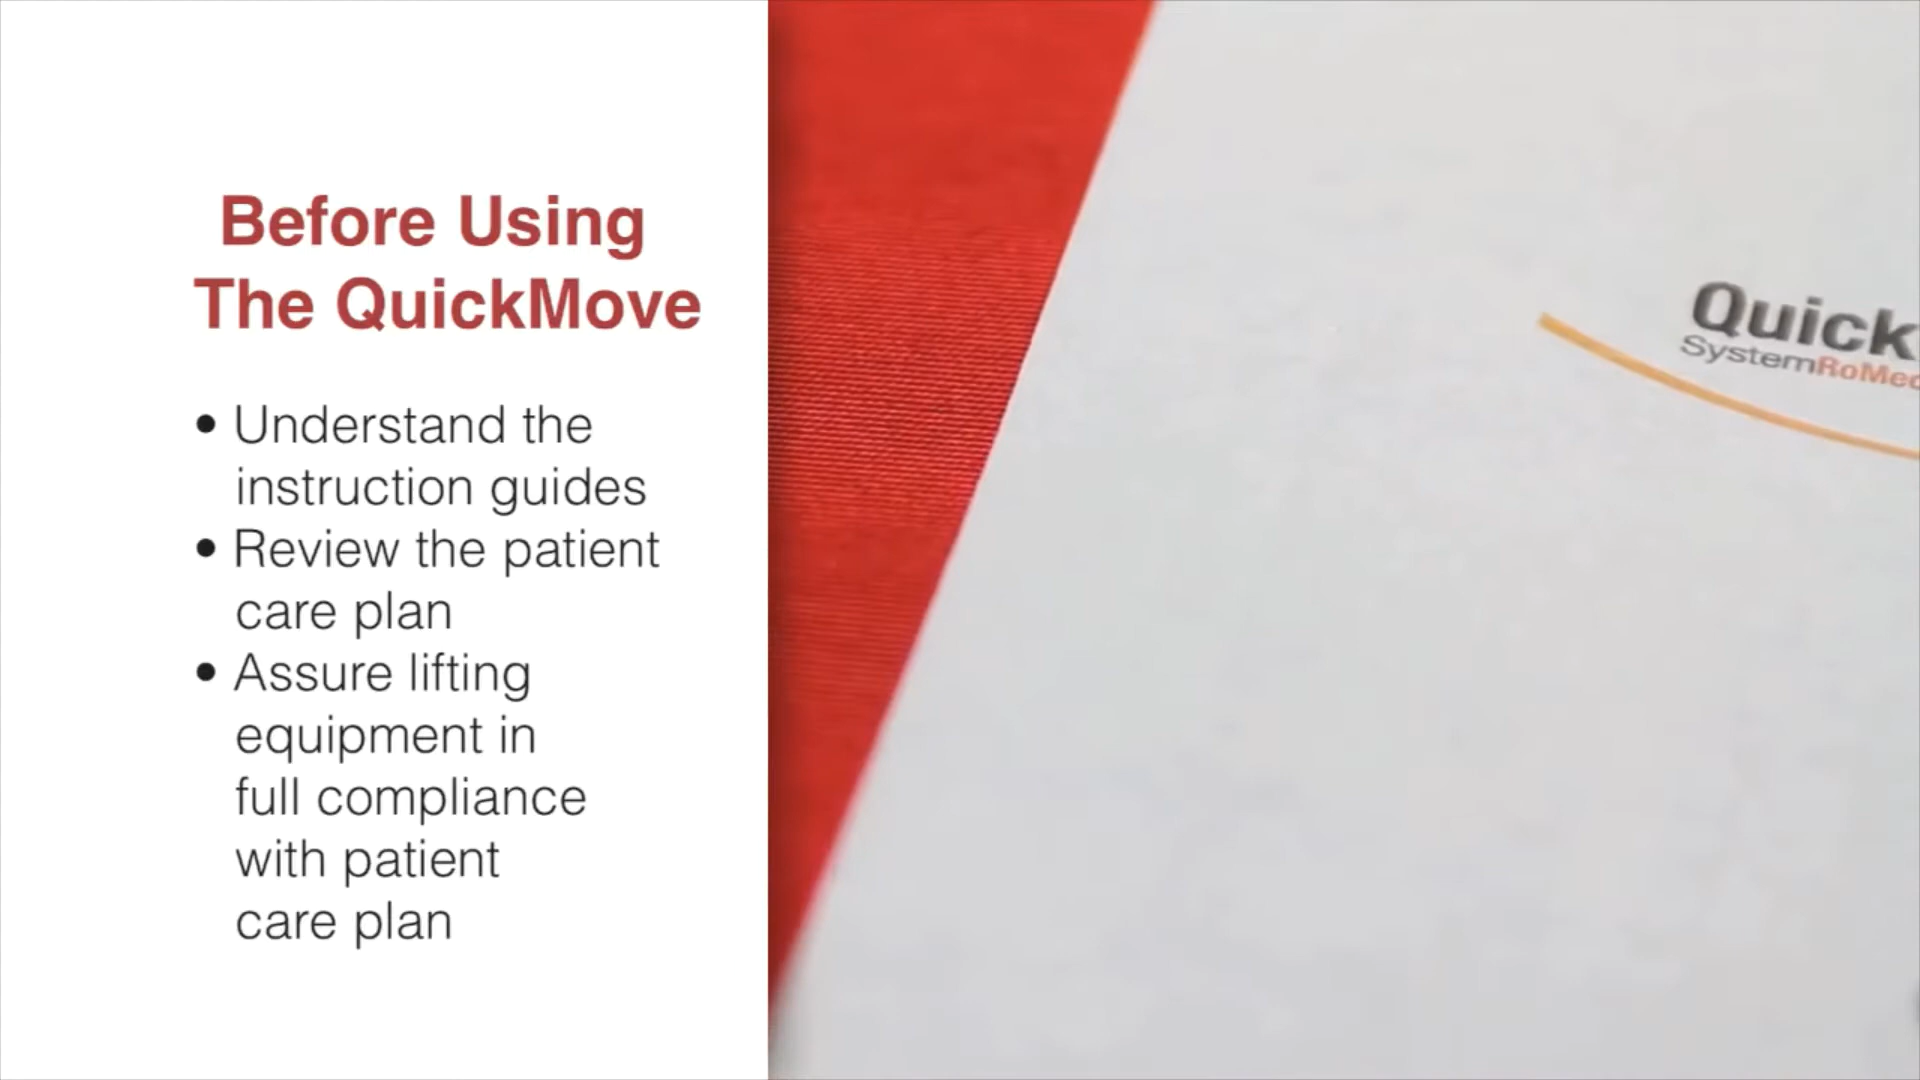 Before Using
The QuickMove
• Understand the
instruction guides
• Review the patient
care plan
• Assure lifting
equipment in
full compliance
with patient
care plan
Quick
SystemRoMed